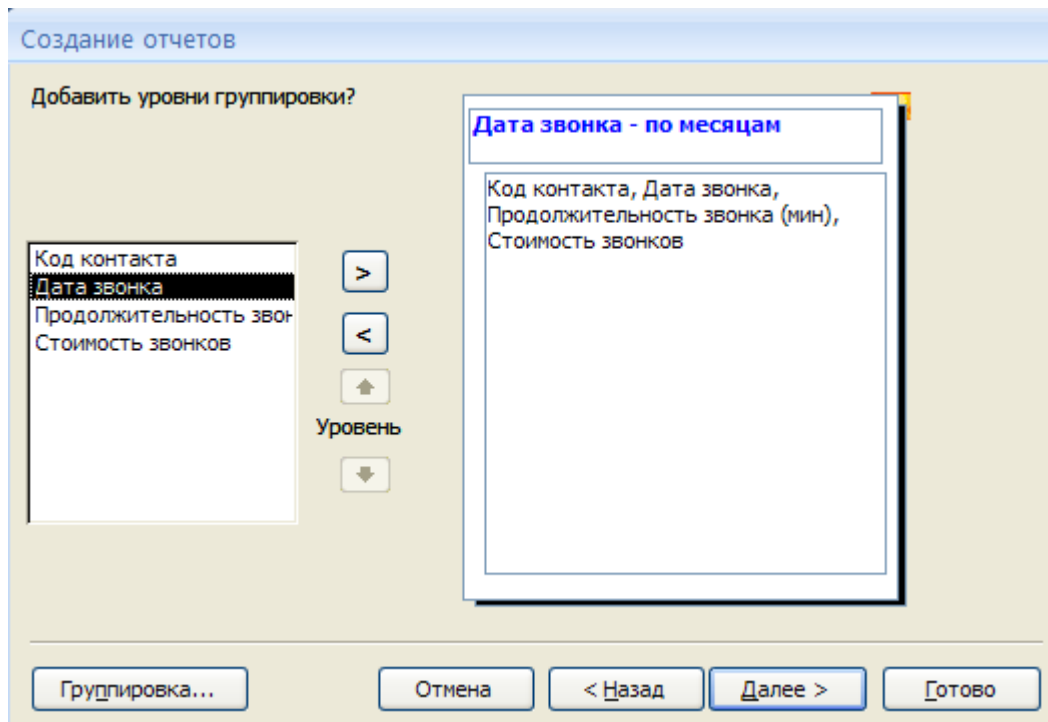 Создание отчетов
Добавить уровни группировки?
Дата звонка - по месяцам
Код контакта, Дата звонка,
Продолжительность звонка (мин),
Стоимость звонков
Код контакта
Дата звонка
Продолжительность звон
Стоимость звонков
>
<
Уровень
Группировка...
Отмена
< Назад
Далее >
Готово